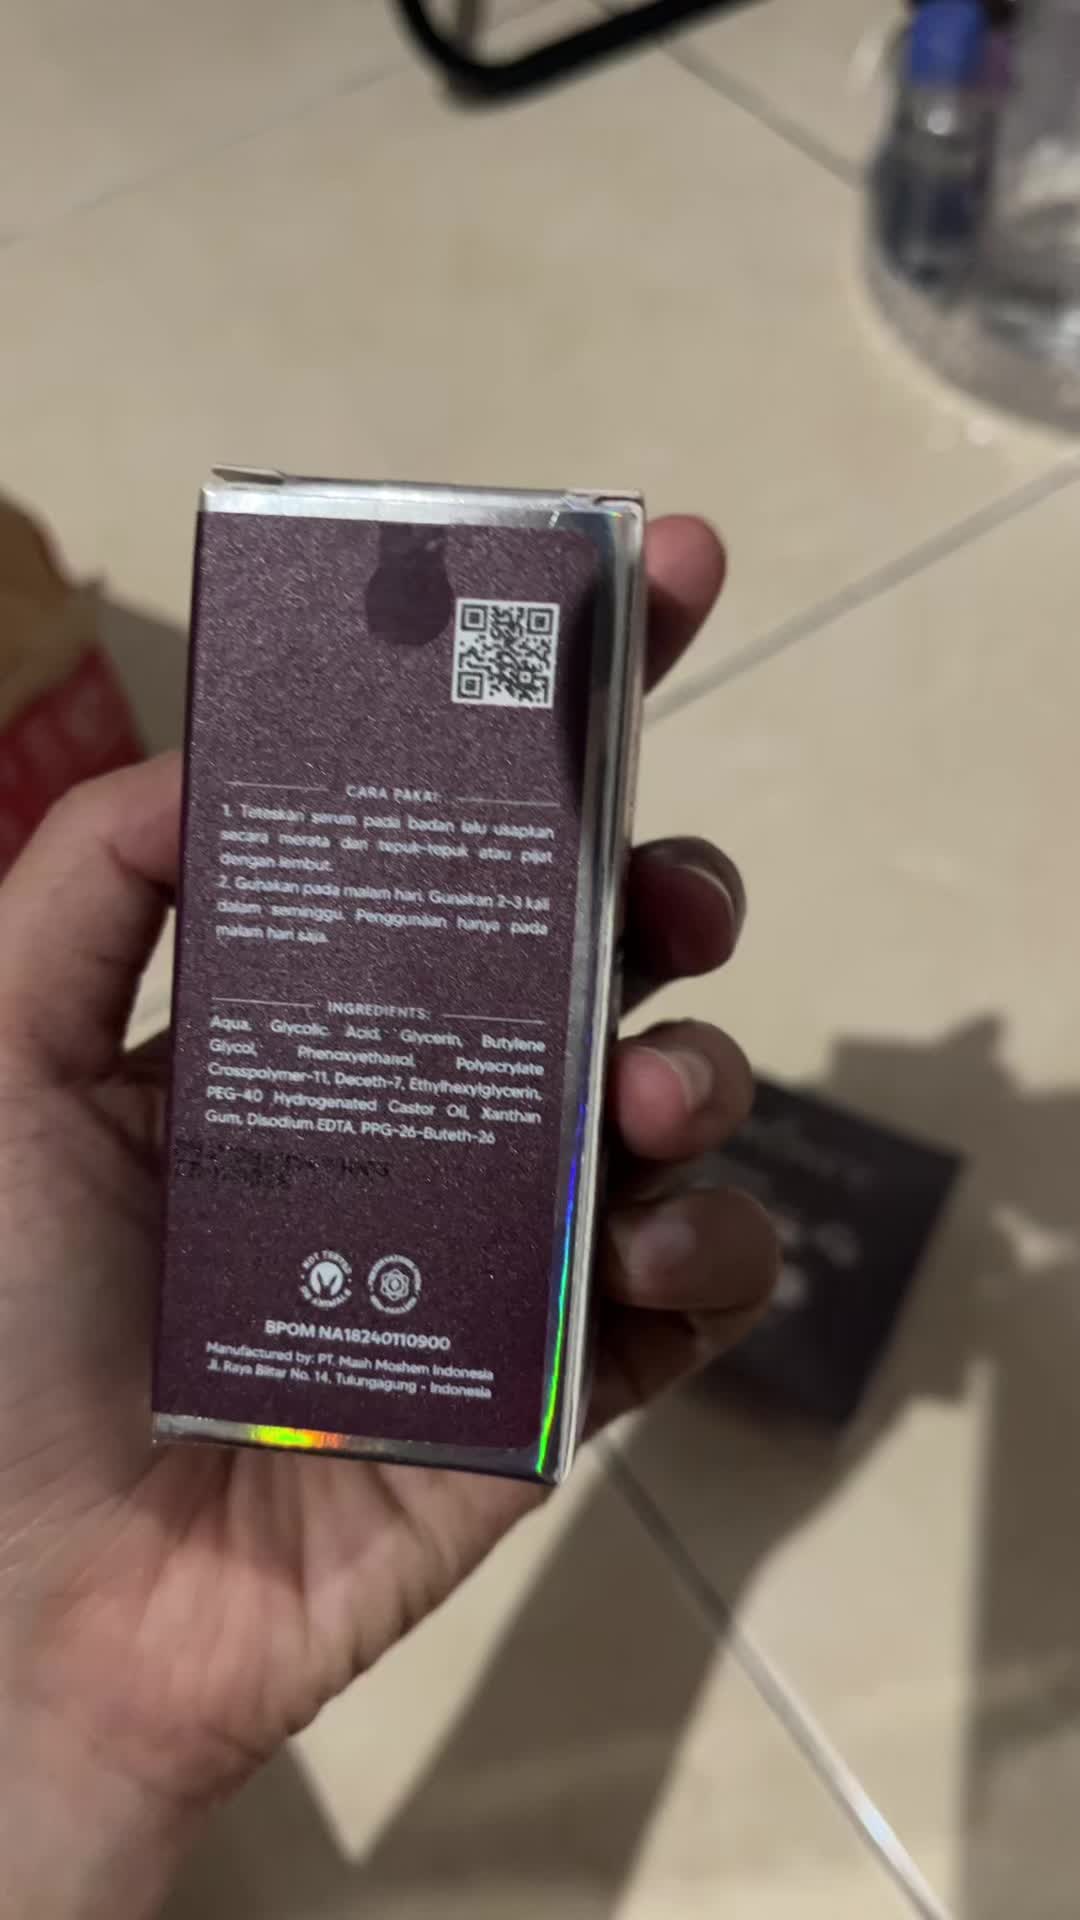 CARA PAKAI:
1. Teteskan serum pada badan lalu usapkan
secara merata dan tepuk-tepuk atau pijat
dengan lembut.
2. Gunakan pada malam hari. Gunakan 2-3 kali
dalam seminggu. Penggunaan hanya pada
malam hari saja.
INGREDIENTS:
Aqua, Glycolic Acid, Glycerin, Butylene
Glycol, Phenoxyethanol, Polyacrylate
Crosspolymer-11, Deceth-7, Ethylhexylglycerin,
PEG-40 Hydrogenated Castor Oil, Xanthan
Gum, Disodium EDTA, PPG-26-Buteth-26
NOT TESTED
ON ANIMALS
BPOM NA18240110900
Manufactured by: PT. Mash Moshem Indonesia
Jl. Raya Blitar No. 14, Tulungagung - Indonesia